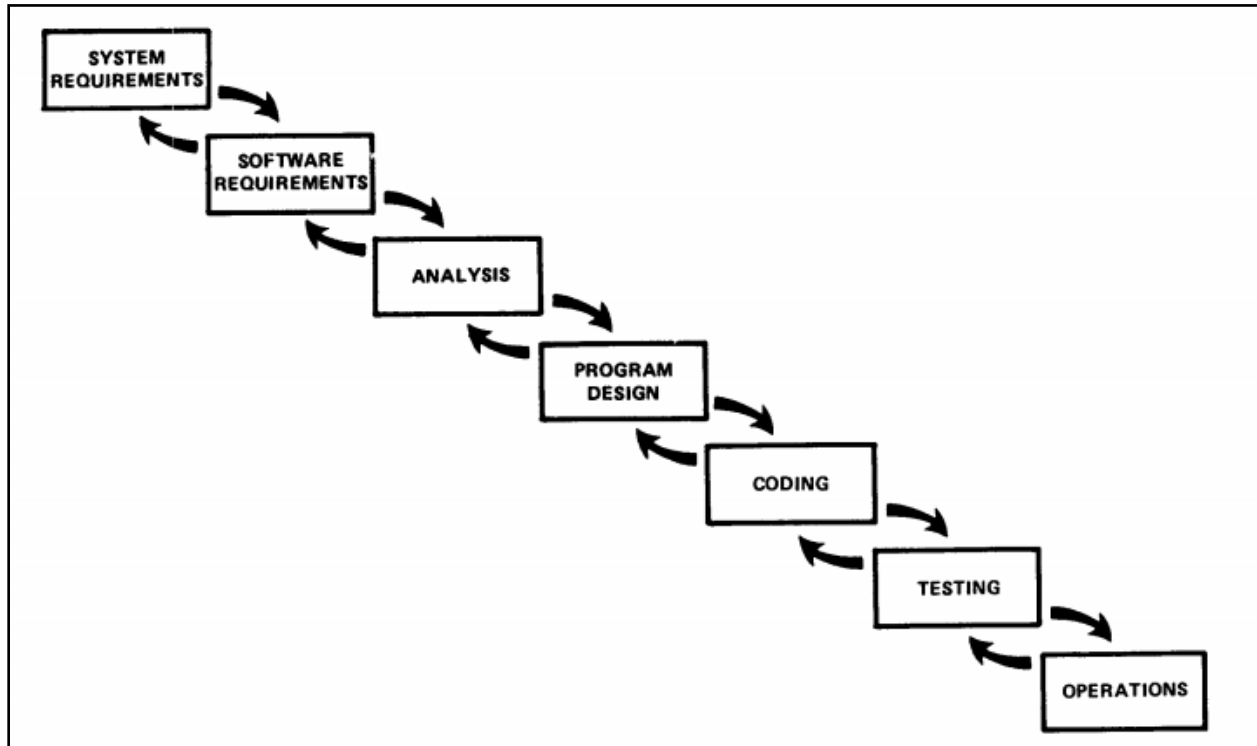 SYSTEM
REQUIREMENTS
SOFTWARE
REQUIREMENTS
ANALYSIS
PROGRAM
DESIGN
CODING
TESTING
OPERATIONS